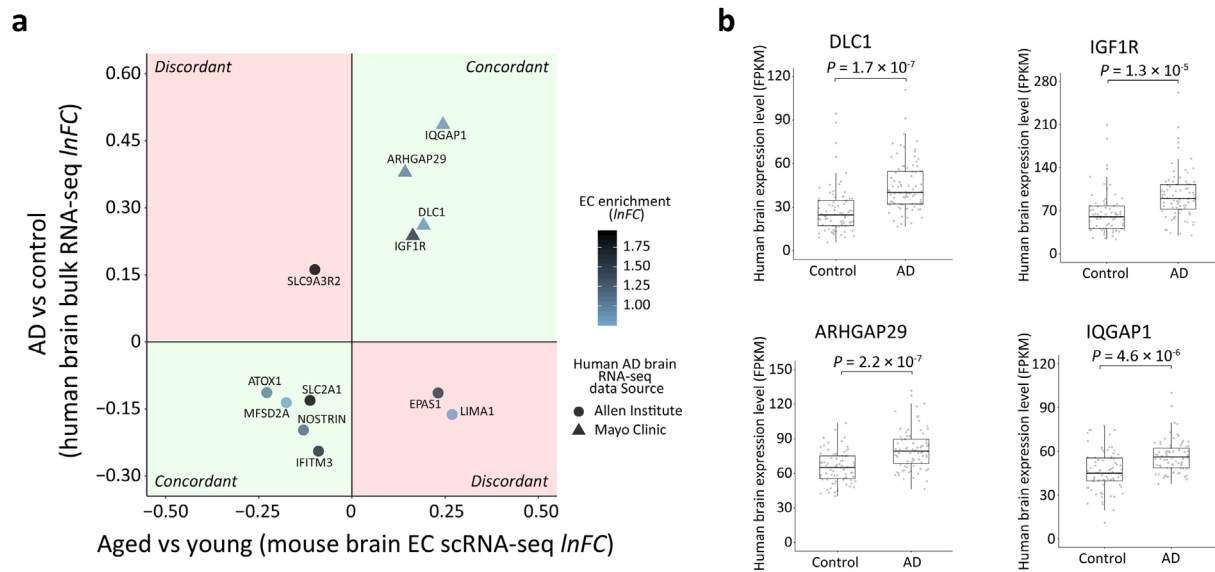 a
Discordant
Concordant
0.60
0.45
0.30
0.15
0
−0.15
−0.30
AD vs control
(human brain bulk RNA-seq lnFC)
IQGAP1
ARHGAP29
DLC1
IGF1R
SLC9A3R2
ATOX1
SLC2A1
MFSD2A
NOSTRIN
IFITM3
EPAS1
LIMA1
Concordant
Discordant
−0.50
−0.25
0
0.25
0.50
Aged vs young (mouse brain EC scRNA-seq lnFC)
EC enrichment
(lnFC)
1.75
1.50
1.25
1.00
Human AD brain
RNA-seq
data Source
Allen Institute
Mayo Clinic
b
DLC1
P = 1.7 × 10⁻⁷
Human brain expression level (FPKM)
120
90
60
30
0
Control
AD
IGF1R
P = 1.3 × 10⁻⁵
Human brain expression level (FPKM)
280
210
140
70
0
Control
AD
ARHGAP29
P = 2.2 × 10⁻⁷
Human brain expression level (FPKM)
150
120
90
60
30
0
Control
AD
IQGAP1
P = 4.6 × 10⁻⁶
Human brain expression level (FPKM)
120
90
60
30
0
Control
AD